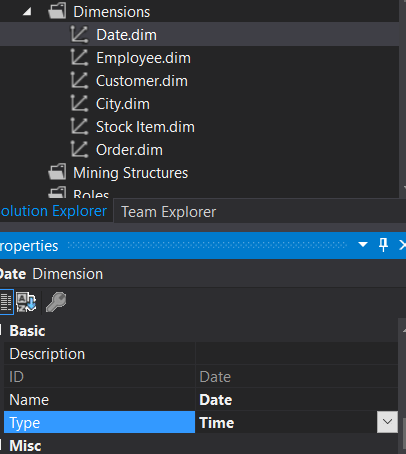 Dimensions
Date.dim
Employee.dim
Customer.dim
City.dim
Stock Item.dim
Order.dim
Mining Structures
Roles
olution Explorer Team Explorer
roperties
Date Dimension
Basic
Description
ID Date
Name Date
Type Time
Misc